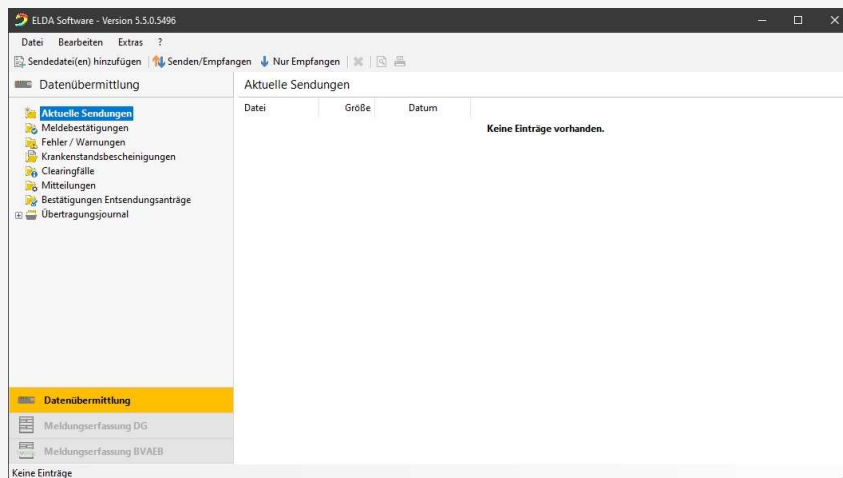 ELDA Software - Version 5.5.0.5496
Datei Bearbeiten Extras ?
Sendedatei(en) hinzufügen Senden/Empfangen Nur Empfangen
Datenübermittlung
Aktuelle Sendungen
Aktuelle Sendungen
Meldebestätigungen
Fehler / Warnungen
Krankenstandsbescheinigungen
Clearingfälle
Mitteilungen
Bestätigungen Entsendungsanträge
Übertragungsjournal
Datei Größe Datum
Keine Einträge vorhanden.
Datenübermittlung
Meldungserfassung DG
Meldungserfassung BVAEB
Keine Einträge